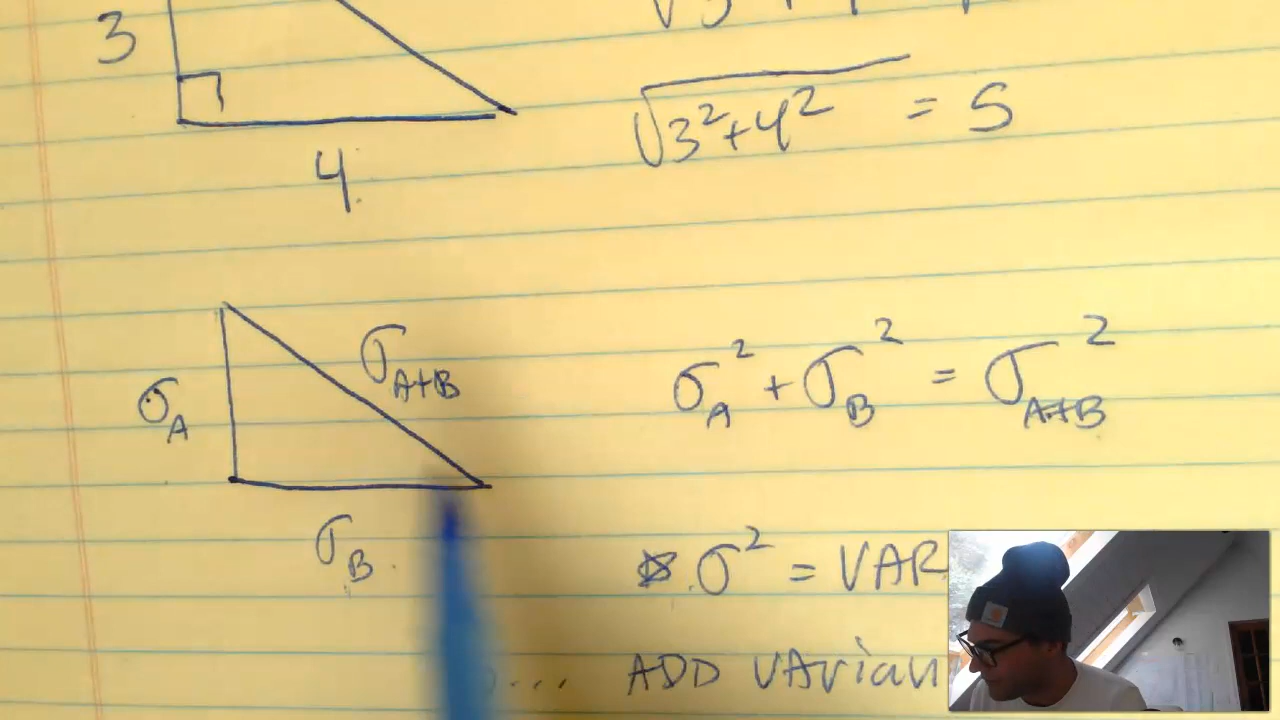 3
√3²+4² = 5
4
σA
σA+B
σA² + σB² = σA+B²
σB
σ² = VAR
... ADD VArian